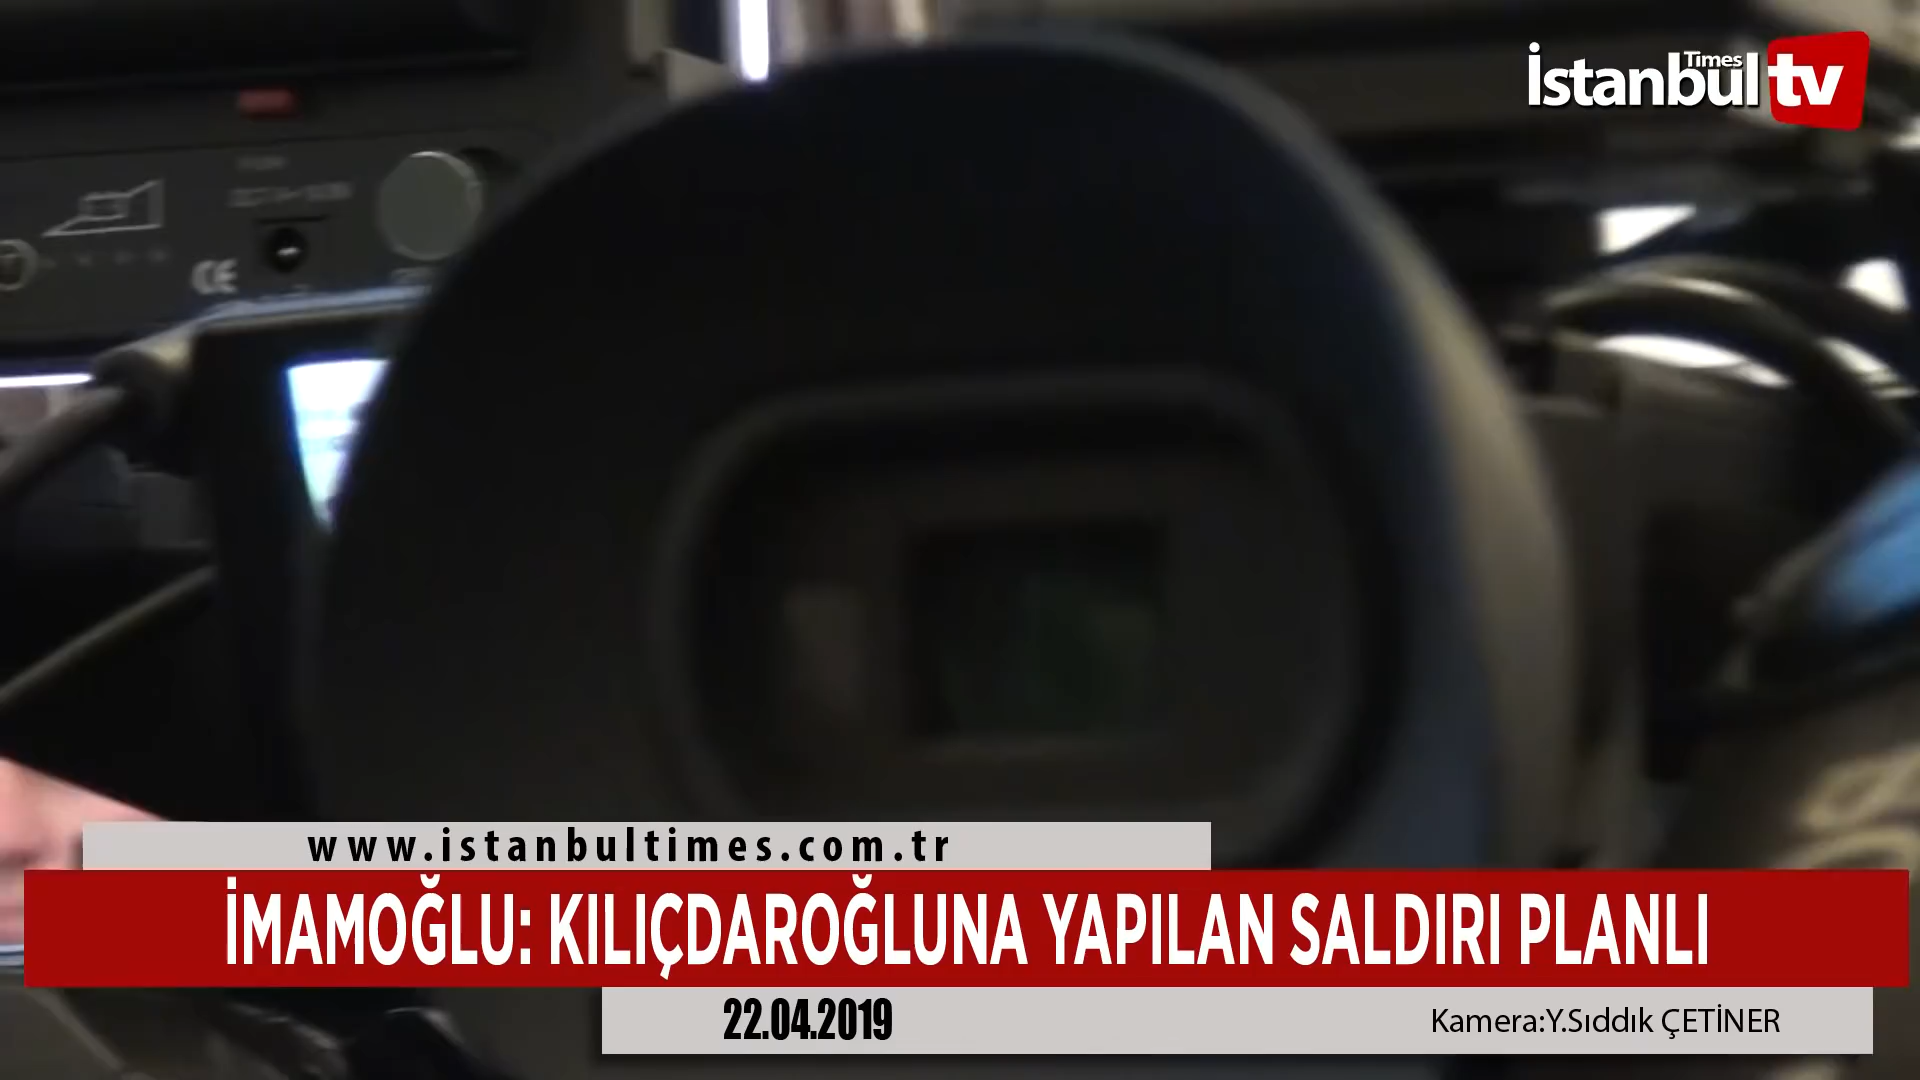 Times
İstanbul tv
CE
www.istanbultimes.com.tr
İMAMOĞLU: KILIÇDAROĞLUNA YAPILAN SALDIRI PLANLI
22.04.2019
Kamera:Y.Sıddık ÇETİNER